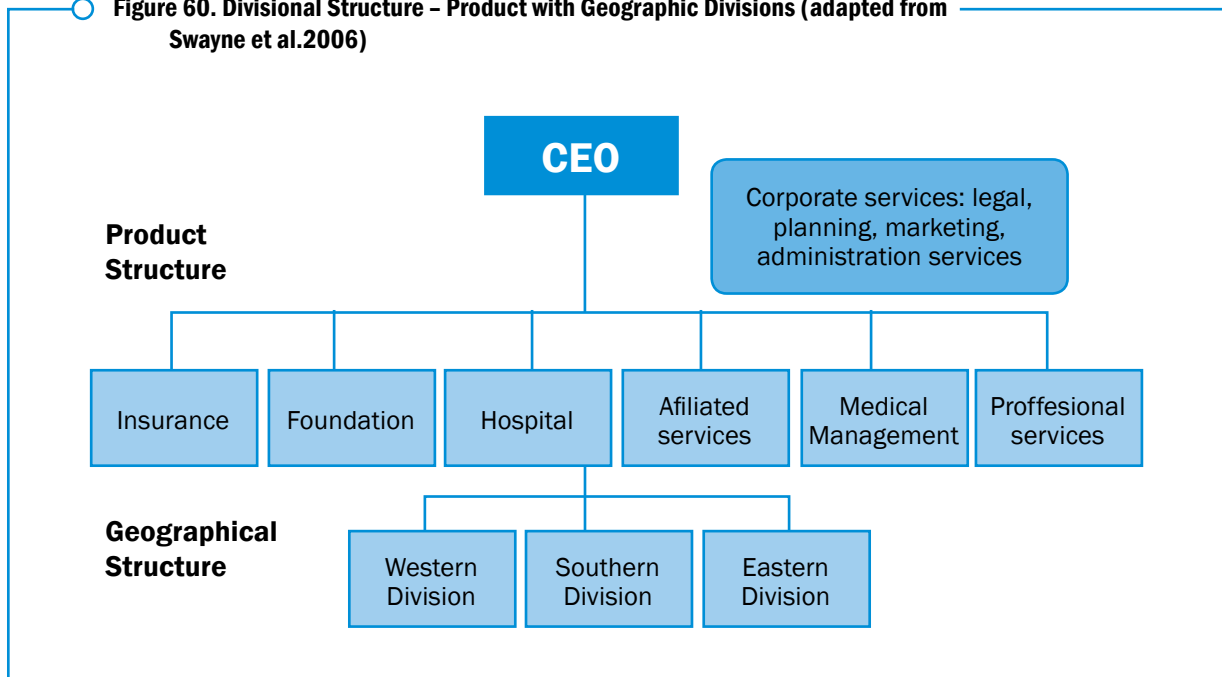 Figure 60. Divisional Structure – Product with Geographic Divisions (adapted from
Swayne et al.2006)
CEO
Corporate services: legal,
planning, marketing,
administration services
Product
Structure
Insurance
Foundation
Hospital
Afiliated
services
Medical
Management
Proffesional
services
Geographical
Structure
Western
Division
Southern
Division
Eastern
Division